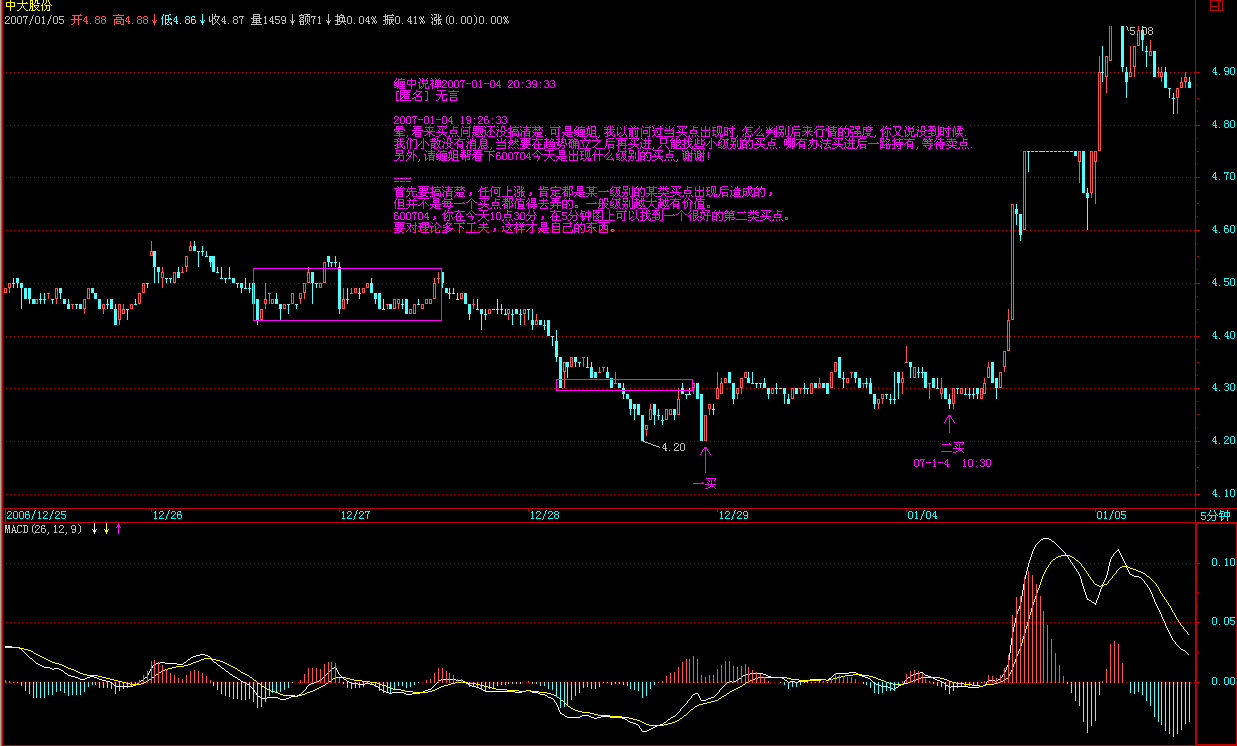 中大股份
2007/01/05 开4.88 高4.88↓低4.86↓收4.87 量1459↓额71↓换0.04% 振0.41% 涨(0.00)0.00%
5.08
4.90
缠中说禅2007-01-04 20:39:33
[匿名] 无言
2007-01-04 19:26:33
晕,看来买点问题还没搞清楚,可是缠姐,我以前问过当买点出现时,怎么判别后来行情的强度,你又说没到时候.
我们小散没有消息,当然要在趋势确立之后再买进,只能找些小级别的买点.哪有办法买进后一路持有,等待卖点.
另外,请缠姐帮看下600704今天是出现什么级别的买点,谢谢!
===
首先要搞清楚，任何上涨，肯定都是某一级别的某类买点出现后造成的，
但并不是每一个买点都值得去弄的。一般级别越大越有价值。
600704，你在今天10点30分，在5分钟图上可以找到一个很好的第二类买点。
要对理论多下工夫，这样才是自己的东西。
4.80
4.70
4.60
4.50
4.40
4.30
4.20
4.10
4.20
一买
二买
07-1-4 10:30
2006/12/25 12/26 12/27 12/28 12/29 01/04 01/05 5分钟
MACD(26,12,9) ↓ ↓ ↑
0.10
0.05
0.00